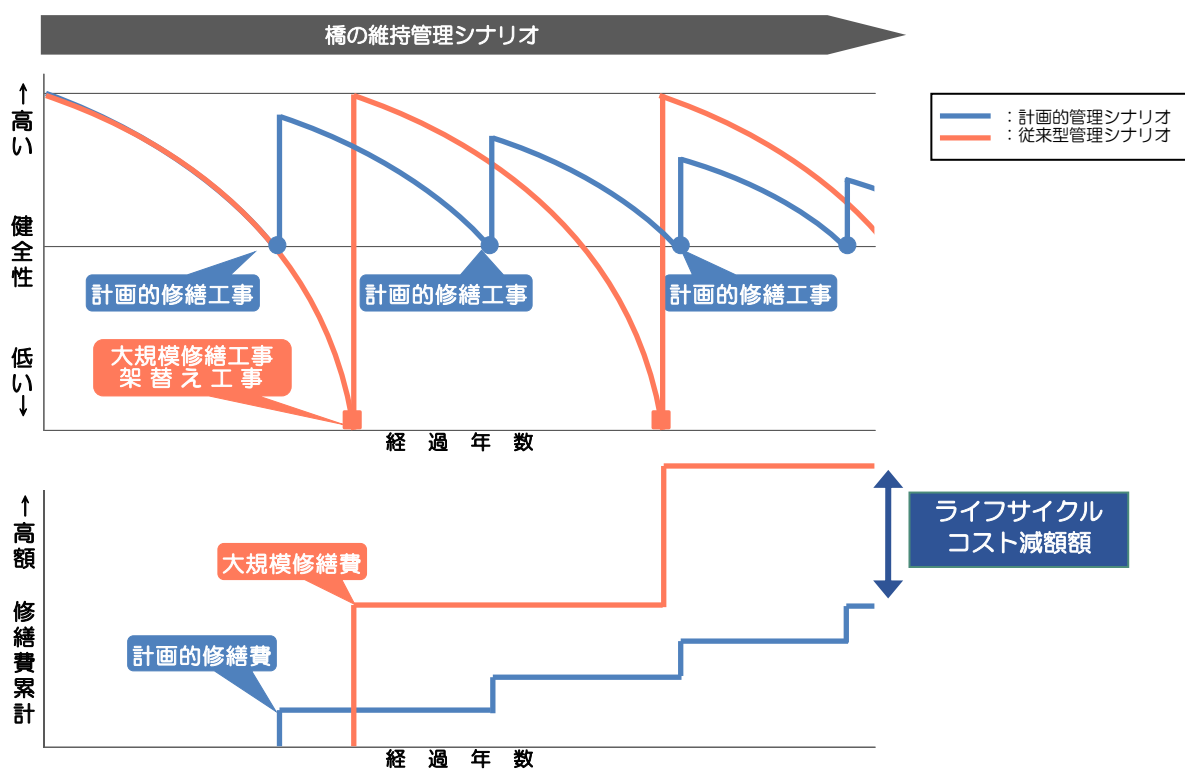 橋の維持管理シナリオ
：計画的管理シナリオ
：従来型管理シナリオ
↑高い　健全性　低い↓
計画的修繕工事
計画的修繕工事
計画的修繕工事
大規模修繕工事
架替え工事
経過年数
↑高額　修繕費累計
大規模修繕費
計画的修繕費
ライフサイクル
コスト減額額
経過年数